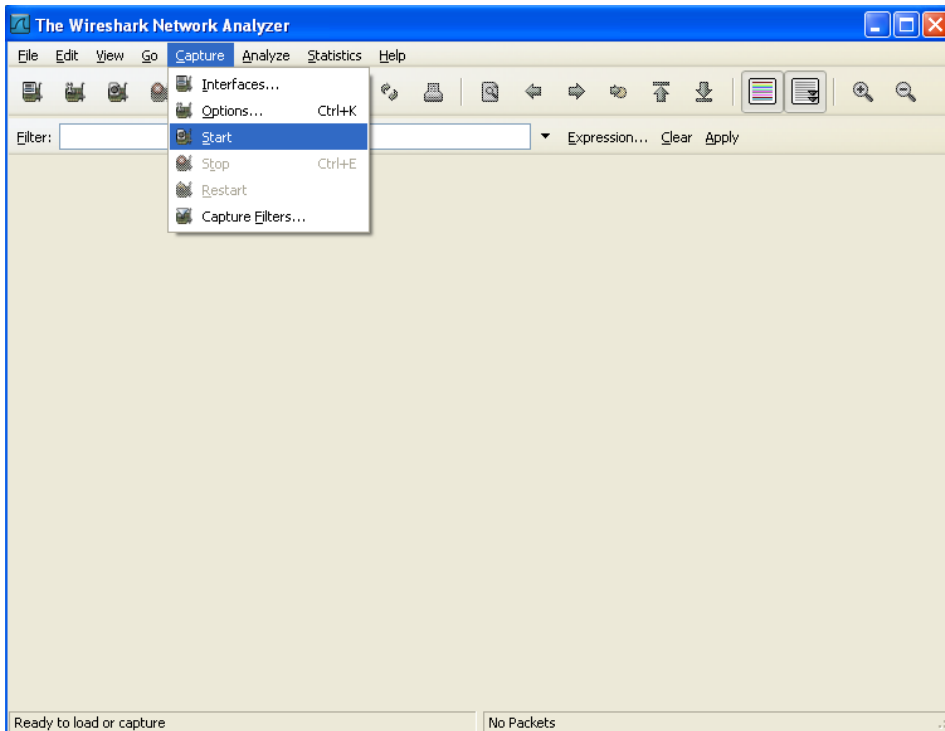 The Wireshark Network Analyzer
File Edit View Go Capture Analyze Statistics Help
Interfaces...
Options... Ctrl+K
Start
Stop Ctrl+E
Restart
Capture Filters...
Filter: Expression... Clear Apply
Ready to load or capture No Packets